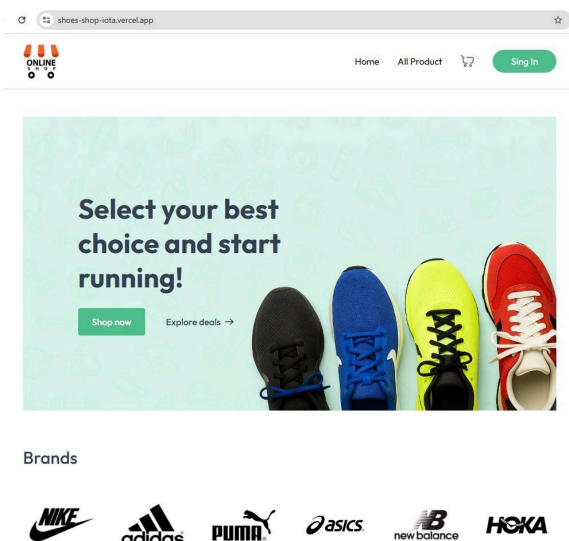 shoes-shop-iota.vercel.app
ONLINE
SHOP
Home All Product Sing In
Select your best
choice and start
running!
Shop now Explore deals →
Brands
NIKE adidas PUMA asics new balance HOKA